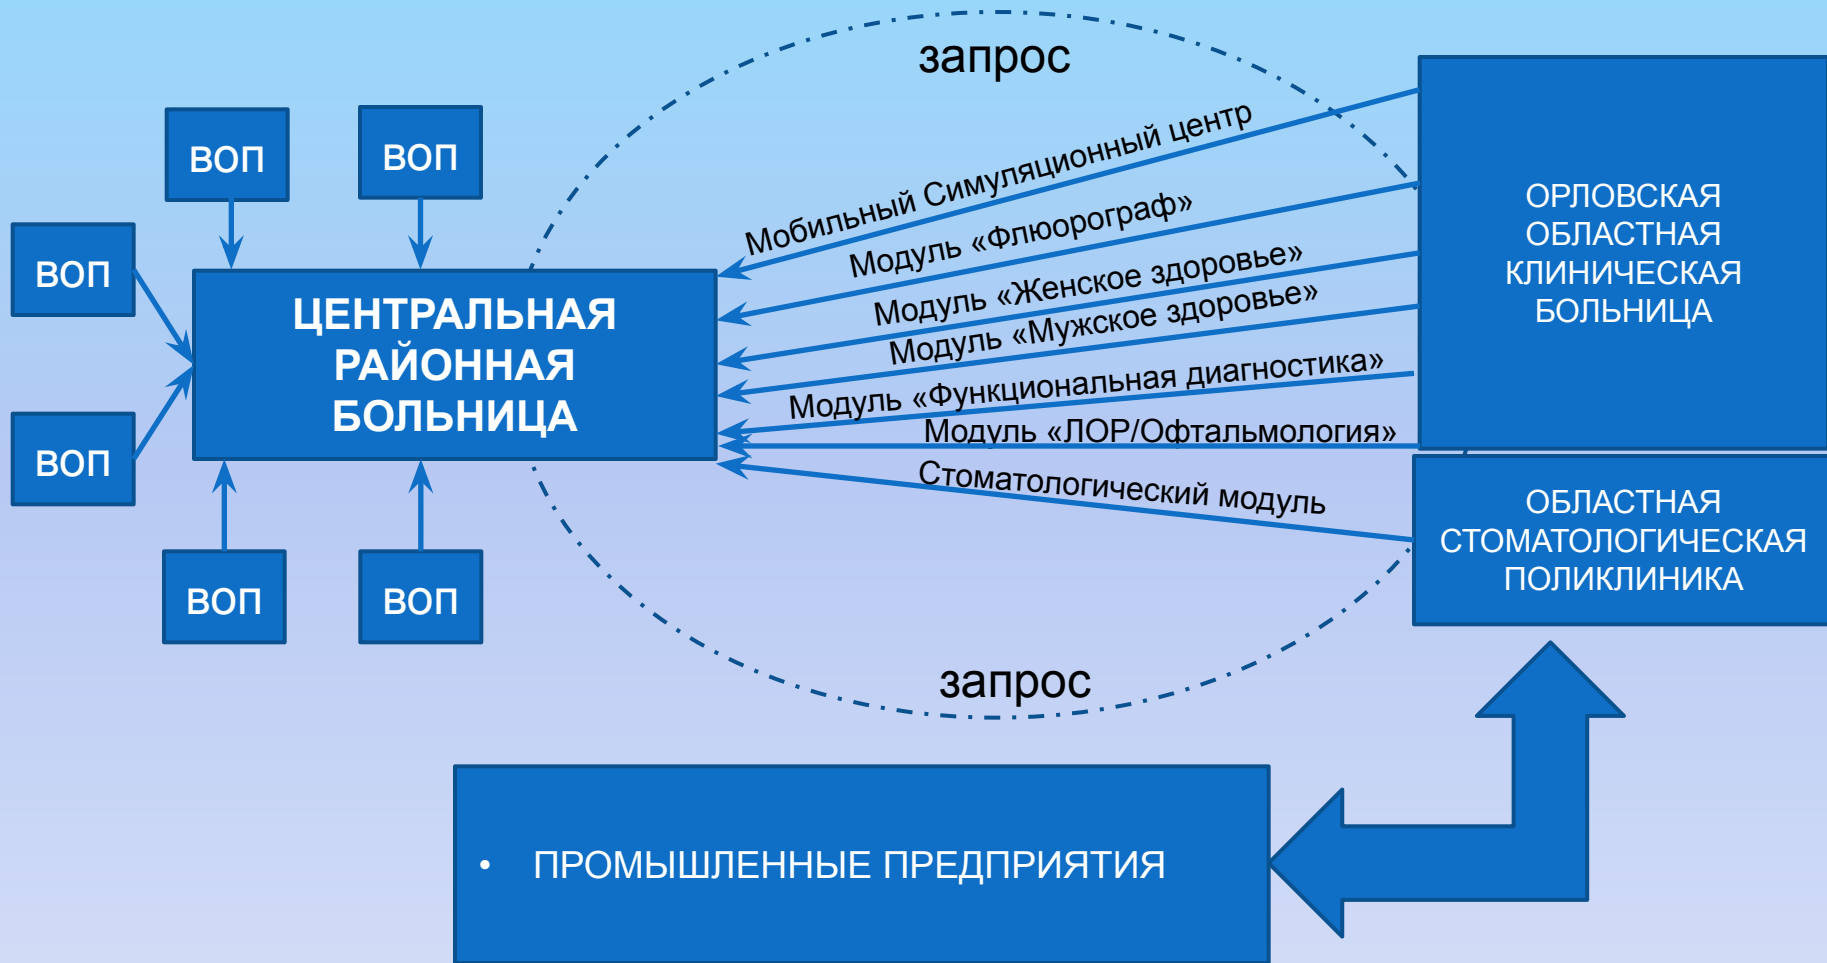 запрос
ВОП
ВОП
ВОП
ВОП
ВОП
ВОП
ЦЕНТРАЛЬНАЯ
РАЙОННАЯ
БОЛЬНИЦА
Мобильный Симуляционный центр
Модуль «Флюорограф»
Модуль «Женское здоровье»
Модуль «Мужское здоровье»
Модуль «Функциональная диагностика»
Модуль «ЛОР/Офтальмология»
Стоматологический модуль
ОРЛОВСКАЯ
ОБЛАСТНАЯ
КЛИНИЧЕСКАЯ
БОЛЬНИЦА
ОБЛАСТНАЯ
СТОМАТОЛОГИЧЕСКАЯ
ПОЛИКЛИНИКА
запрос
• ПРОМЫШЛЕННЫЕ ПРЕДПРИЯТИЯ